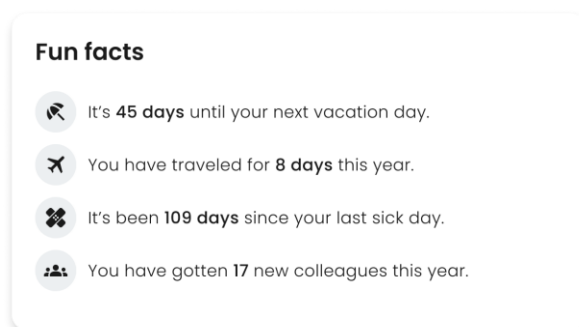 Fun facts
It's 45 days until your next vacation day.
You have traveled for 8 days this year.
It's been 109 days since your last sick day.
You have gotten 17 new colleagues this year.